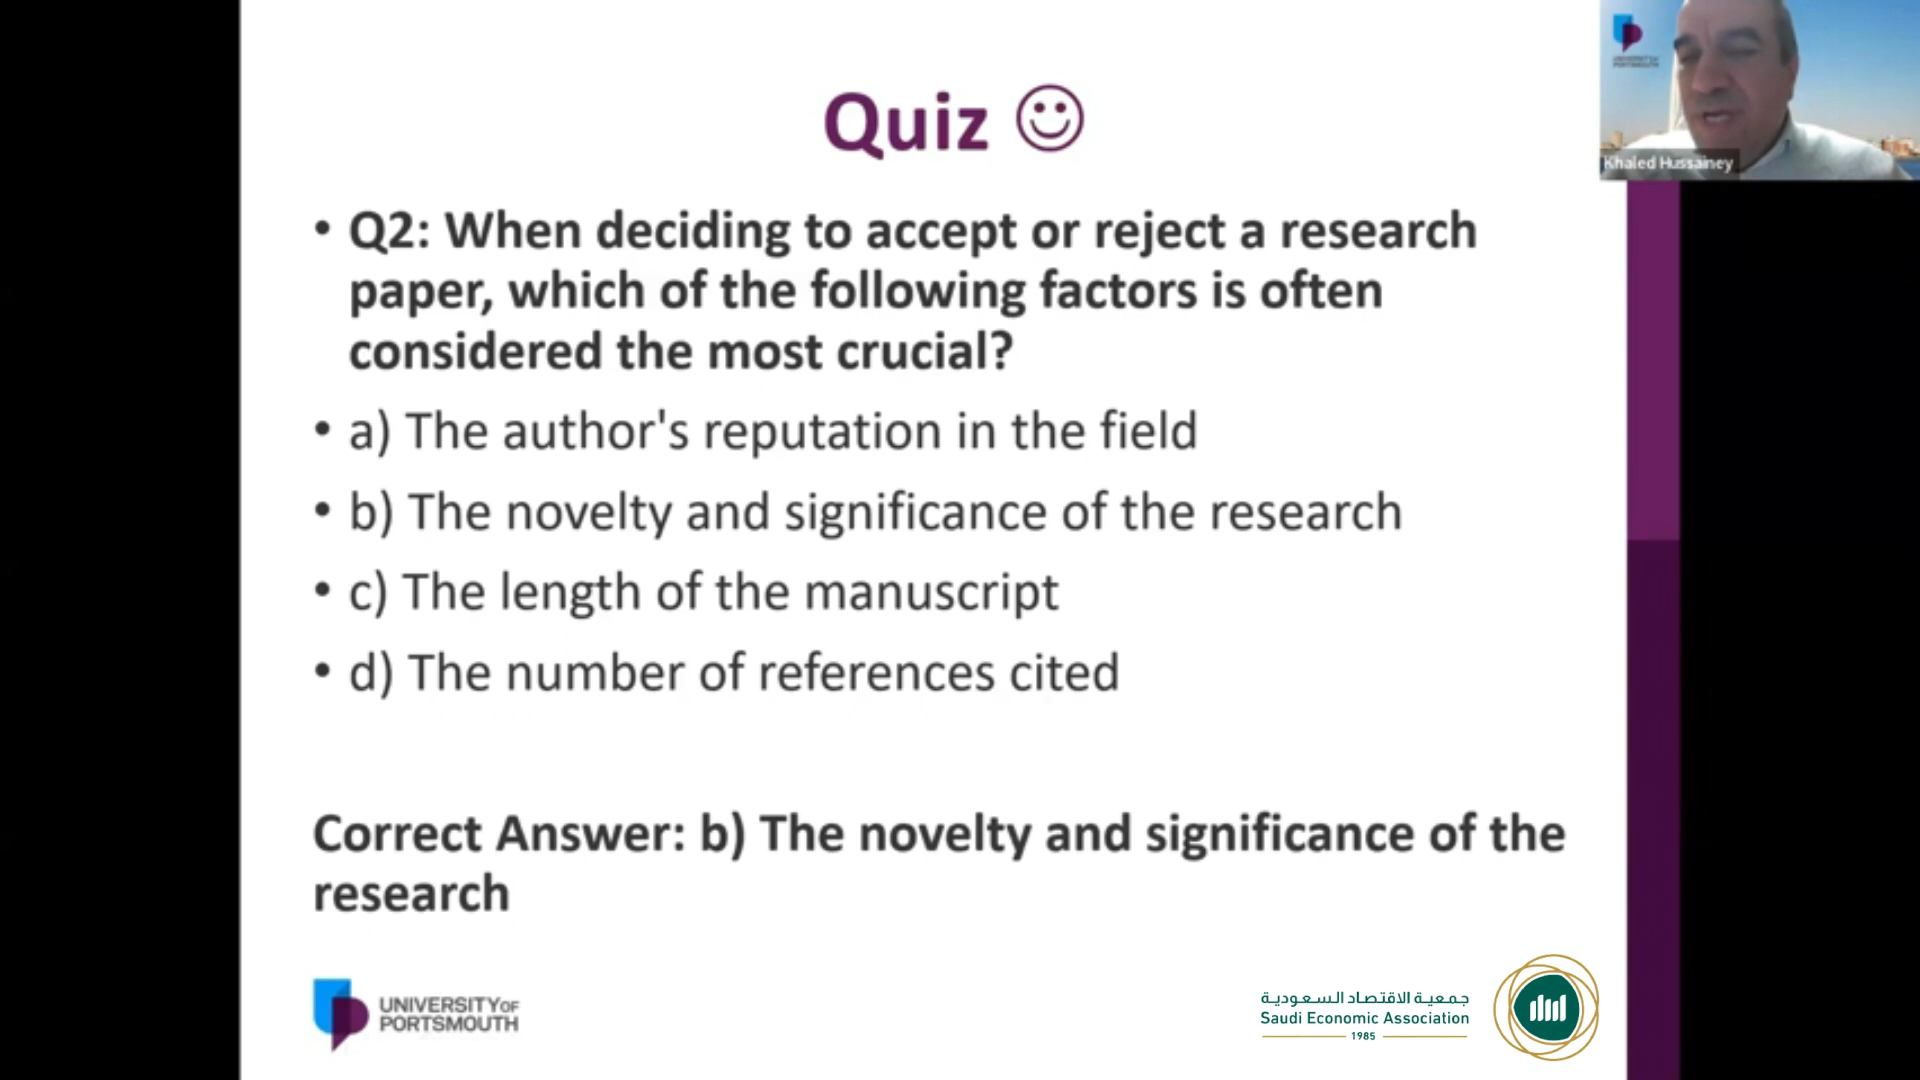 Quiz
• Q2: When deciding to accept or reject a research
paper, which of the following factors is often
considered the most crucial?
• a) The author's reputation in the field
• b) The novelty and significance of the research
• c) The length of the manuscript
• d) The number of references cited
Correct Answer: b) The novelty and significance of the
research
UNIVERSITY OF
PORTSMOUTH
جمعية الاقتصاد السعودية
Saudi Economic Association
1985
UNIVERSITY OF
PORTSMOUTH
Khaled Hussainey